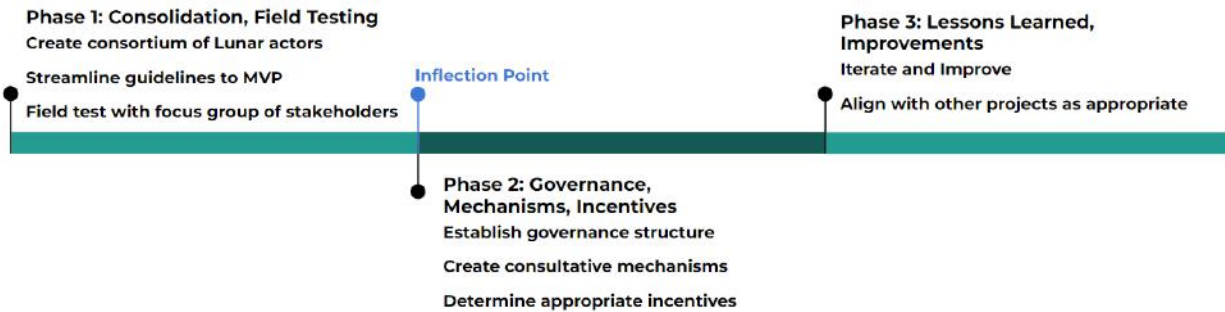 Phase 1: Consolidation, Field Testing
Create consortium of Lunar actors
Streamline guidelines to MVP
Field test with focus group of stakeholders
Inflection Point
Phase 2: Governance,
Mechanisms, Incentives
Establish governance structure
Create consultative mechanisms
Determine appropriate incentives
Phase 3: Lessons Learned,
Improvements
Iterate and Improve
Align with other projects as appropriate